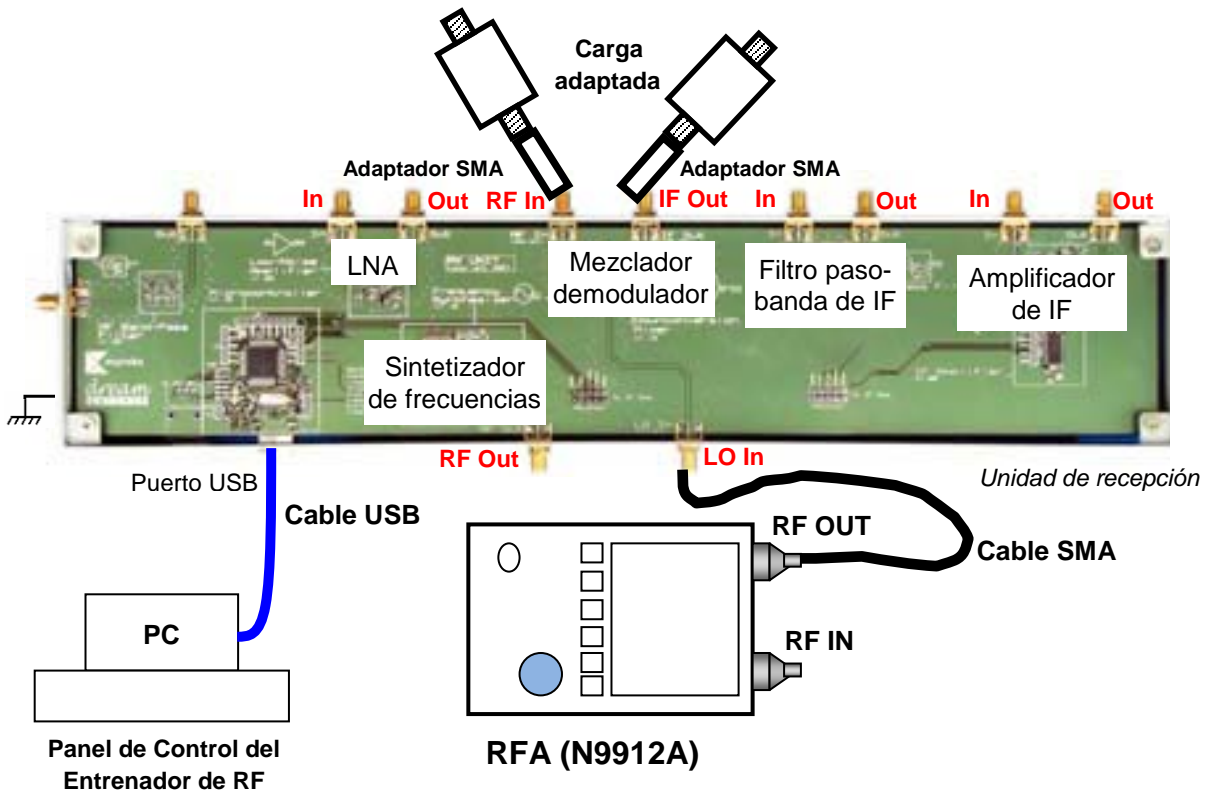 Carga
adaptada
Adaptador SMA
Adaptador SMA
In
Out
RF In
IF Out
In
Out
In
Out
LNA
Mezclador
demodulador
Filtro paso-
banda de IF
Amplificador
de IF
Sintetizador
de frecuencias
RF Out
LO In
Puerto USB
Unidad de recepción
Cable USB
RF OUT
Cable SMA
PC
RF IN
Panel de Control del
Entrenador de RF
RFA (N9912A)